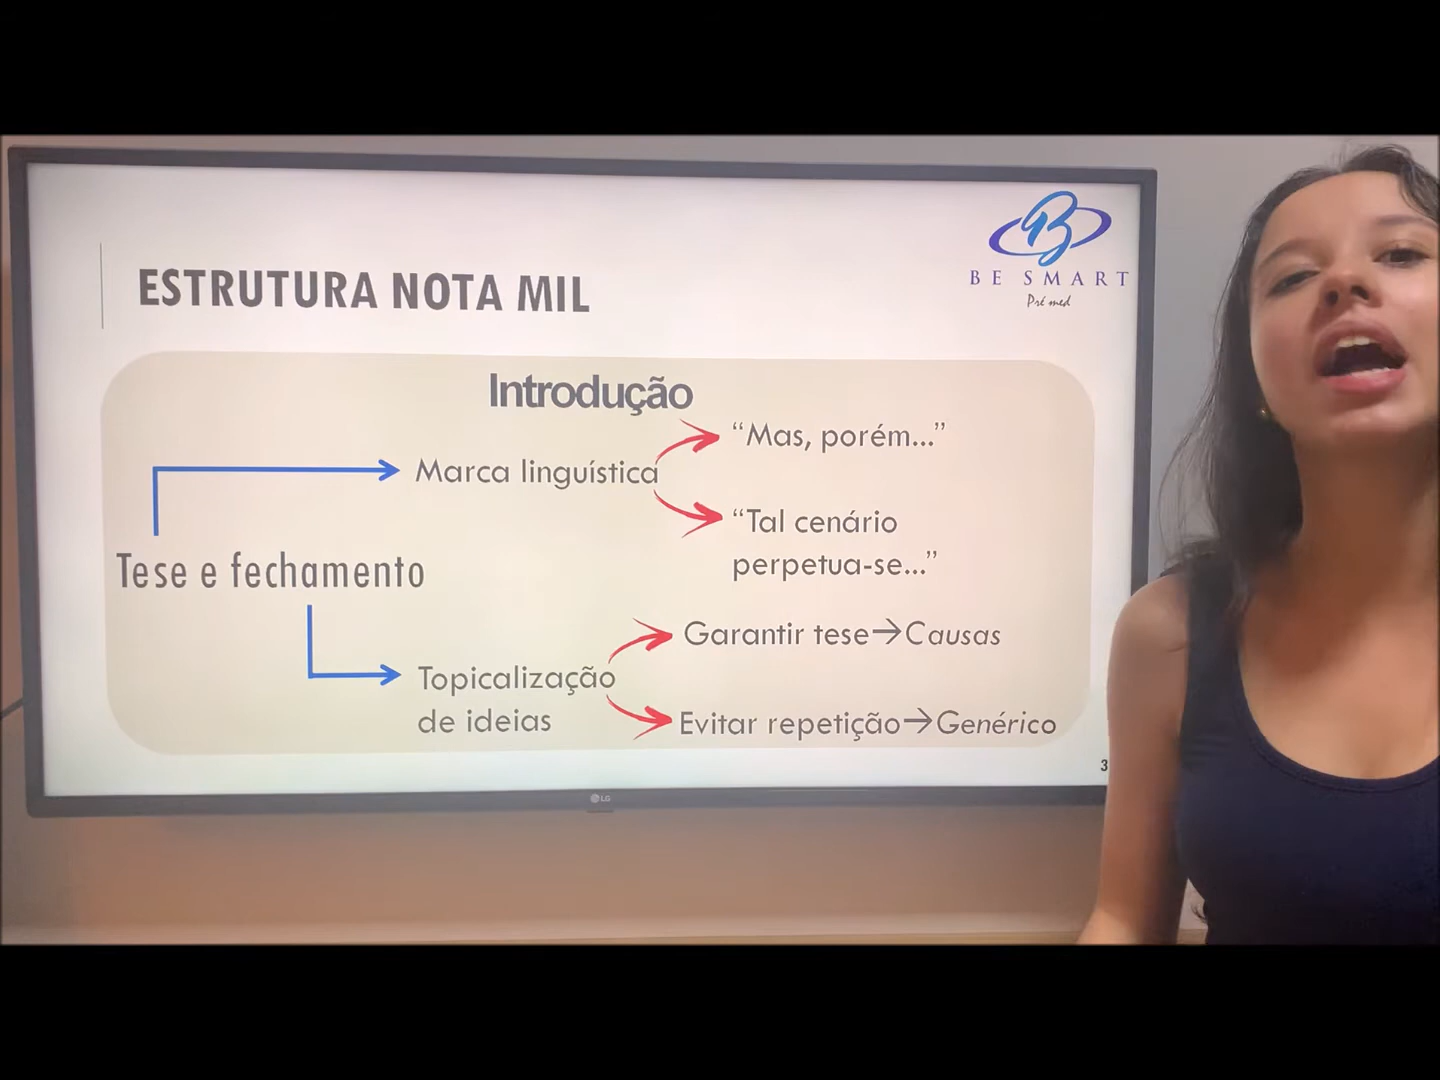 BE SMART
Pré med
ESTRUTURA NOTA MIL
Introdução
“Mas, porém...”
Marca linguística
“Tal cenário
perpetua-se...”
Tese e fechamento
Garantir tese→Causas
Topicalização
de ideias
Evitar repetição→Genérico
3
LG